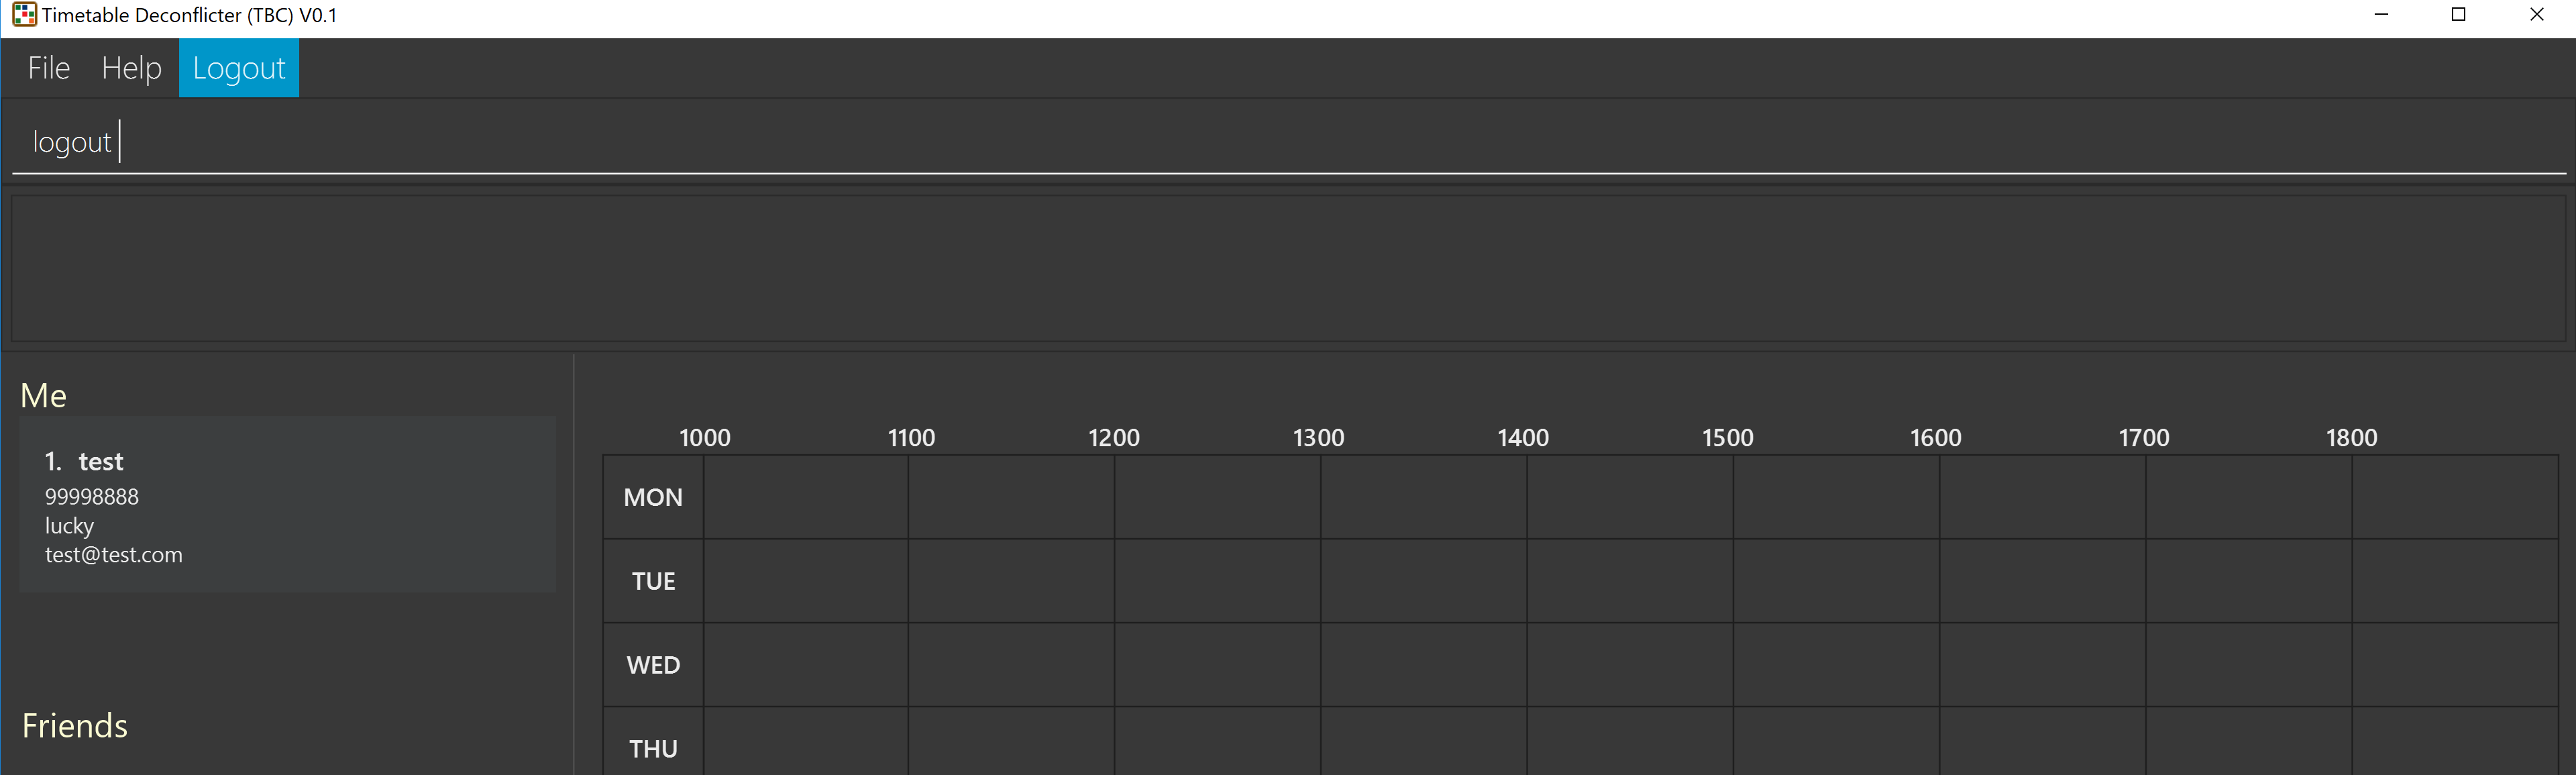 Timetable Deconflicter (TBC) V0.1
File Help Logout
logout
Me
1. test
99998888
lucky
test@test.com
Friends
1000 1100 1200 1300 1400 1500 1600 1700 1800
MON
TUE
WED
THU